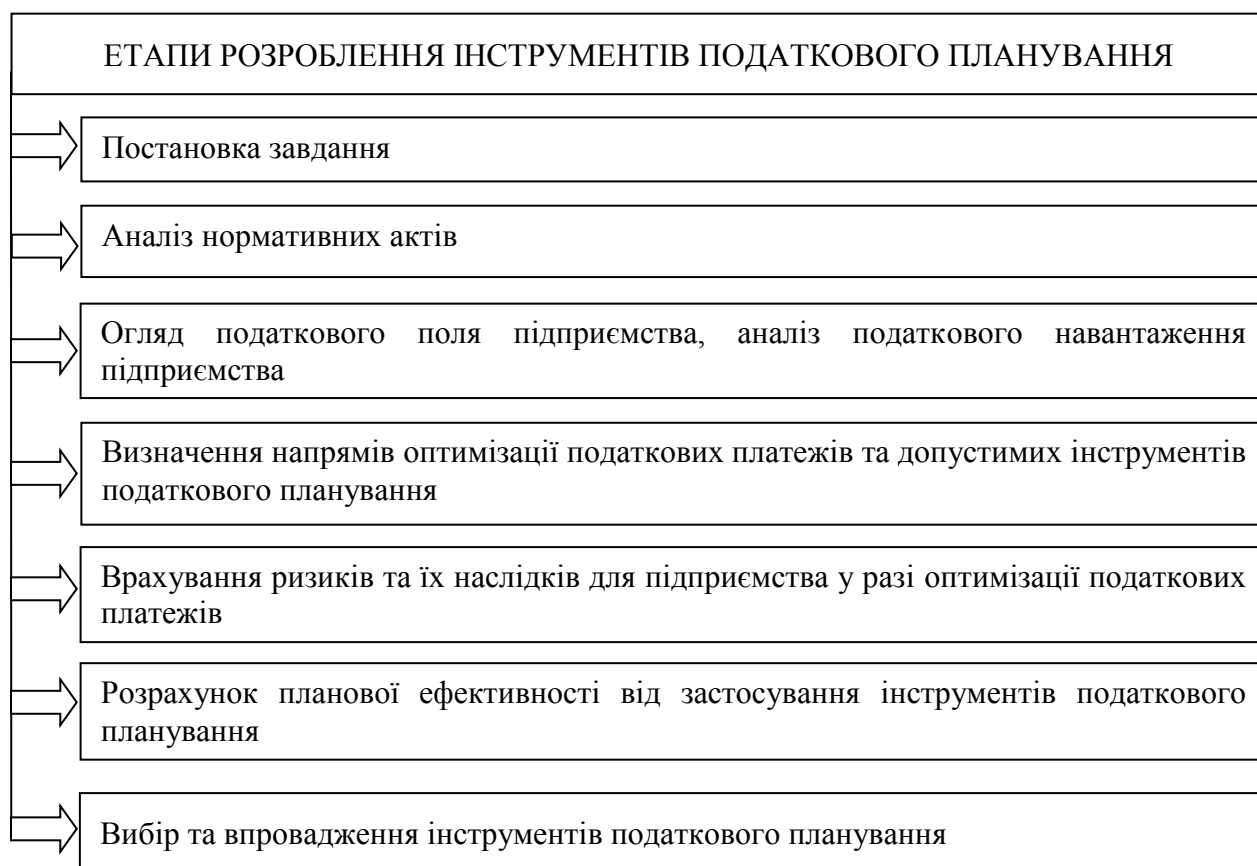 ЕТАПИ РОЗРОБЛЕННЯ ІНСТРУМЕНТІВ ПОДАТКОВОГО ПЛАНУВАННЯ
Постановка завдання
Аналіз нормативних актів
Огляд податкового поля підприємства, аналіз податкового навантаження
підприємства
Визначення напрямів оптимізації податкових платежів та допустимих інструментів
податкового планування
Врахування ризиків та їх наслідків для підприємства у разі оптимізації податкових
платежів
Розрахунок планової ефективності від застосування інструментів податкового
планування
Вибір та впровадження інструментів податкового планування